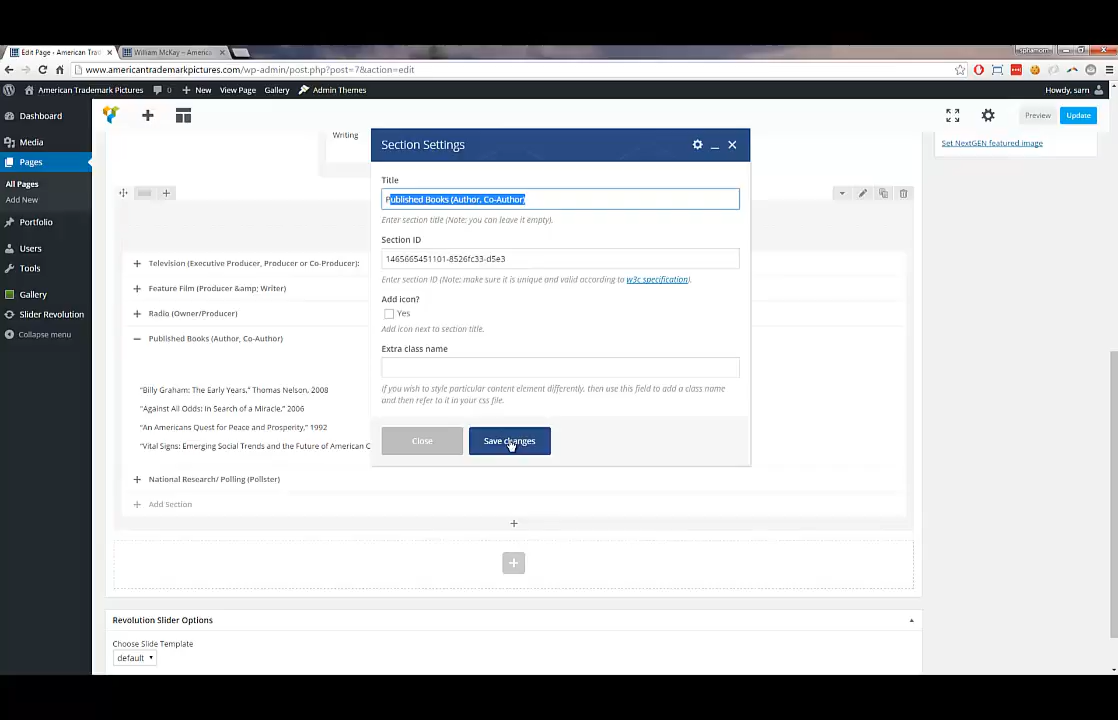 Edit Page - American Trad
William McKay – America
sphamom
www.americantrademarkpictures.com/wp-admin/post.php?post=7&action=edit
American Trademark Pictures
0
New
View Page
Gallery
Admin Themes
Howdy, sarn
Dashboard
Media
Pages
All Pages
Add New
Portfolio
Users
Tools
Gallery
Slider Revolution
Collapse menu
Preview
Update
Set NextGEN featured image
Writing
Section Settings
Title
Published Books (Author, Co-Author)
Enter section title (Note: you can leave it empty).
Section ID
1465665451101-8526fc33-d5e3
Enter section ID (Note: make sure it is unique and valid according to w3c specification).
Add icon?
Yes
Add icon next to section title.
Extra class name
If you wish to style particular content element differently, then use this field to add a class name
and then refer to it in your css file.
Close
Save changes
Television (Executive Producer, Producer or Co-Producer):
Feature Film (Producer &amp; Writer)
Radio (Owner/Producer)
Published Books (Author, Co-Author)
"Billy Graham: The Early Years," Thomas Nelson, 2008
"Against All Odds: In Search of a Miracle," 2006
"An Americans Quest for Peace and Prosperity," 1992
"Vital Signs: Emerging Social Trends and the Future of American C
National Research/ Polling (Pollster)
Add Section
Revolution Slider Options
Choose Slide Template
default